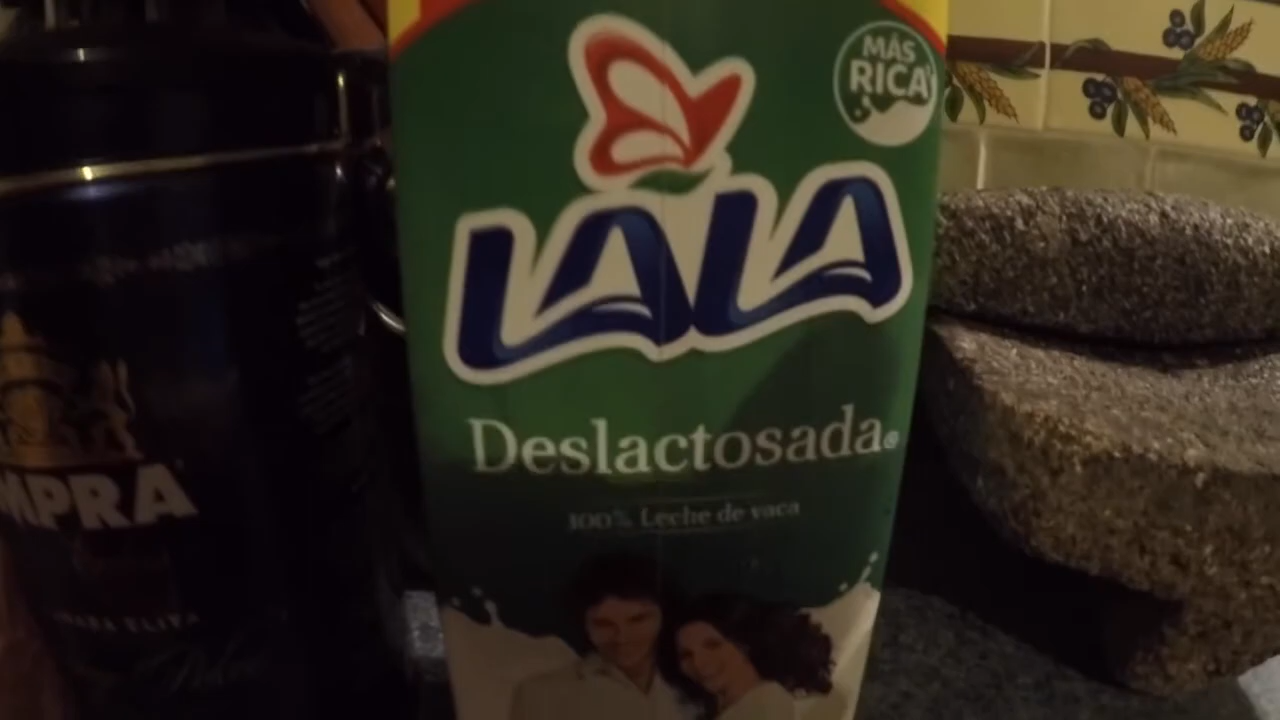 MÁS
RICA
LALA
Deslactosada®
100% Leche de vaca
MPRA